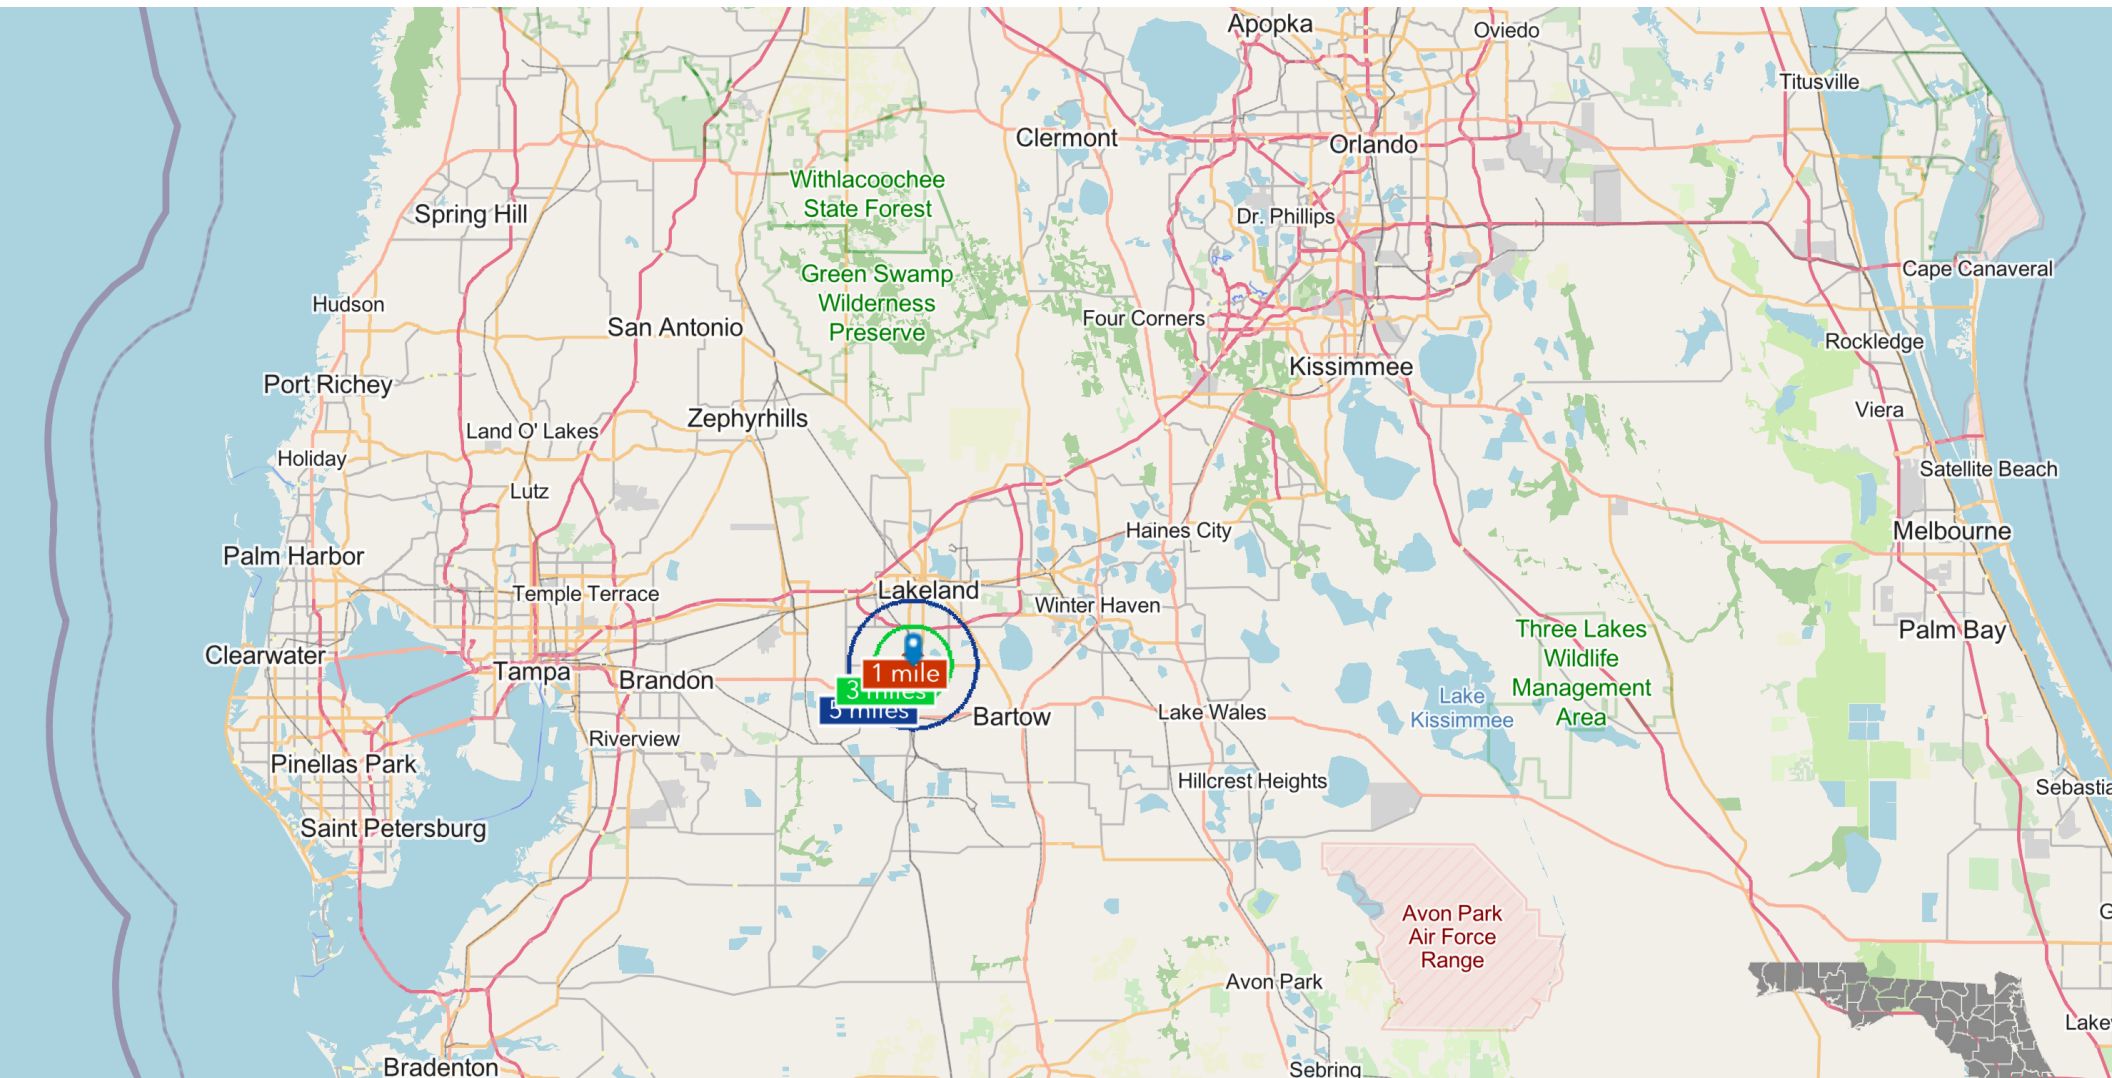 Apopka
Oviedo
Titusville
Clermont
Orlando
Withlacoochee
State Forest
Spring Hill
Dr. Phillips
Green Swamp
Wilderness
Preserve
Cape Canaveral
Hudson
San Antonio
Four Corners
Rockledge
Kissimmee
Port Richey
Zephyrhills
Viera
Land O' Lakes
Holiday
Satellite Beach
Lutz
Haines City
Melbourne
Palm Harbor
Temple Terrace
Lakeland
Winter Haven
Three Lakes
Wildlife
Management
Area
Palm Bay
Clearwater
Tampa
Brandon
1 mile
3 miles
5 miles
Bartow
Lake Wales
Lake
Kissimmee
Riverview
Pinellas Park
Hillcrest Heights
Sebastia
Saint Petersburg
Avon Park
Air Force
Range
G
Avon Park
Lake
Bradenton
Sebring